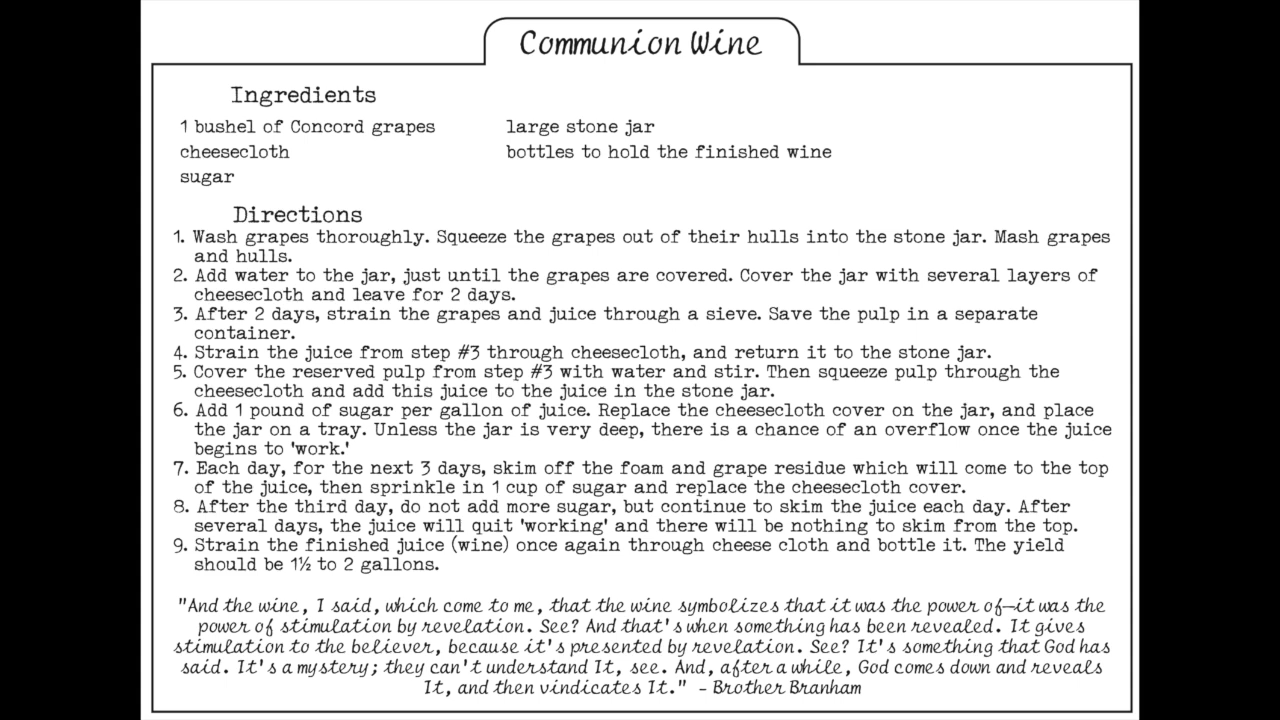 Communion Wine
Ingredients
1 bushel of Concord grapes
cheesecloth
sugar
large stone jar
bottles to hold the finished wine
Directions
1. Wash grapes thoroughly. Squeeze the grapes out of their hulls into the stone jar. Mash grapes
and hulls.
2. Add water to the jar, just until the grapes are covered. Cover the jar with several layers of
cheesecloth and leave for 2 days.
3. After 2 days, strain the grapes and juice through a sieve. Save the pulp in a separate
container.
4. Strain the juice from step #3 through cheesecloth, and return it to the stone jar.
5. Cover the reserved pulp from step #3 with water and stir. Then squeeze pulp through the
cheesecloth and add this juice to the juice in the stone jar.
6. Add 1 pound of sugar per gallon of juice. Replace the cheesecloth cover on the jar, and place
the jar on a tray. Unless the jar is very deep, there is a chance of an overflow once the juice
begins to 'work.'
7. Each day, for the next 3 days, skim off the foam and grape residue which will come to the top
of the juice, then sprinkle in 1 cup of sugar and replace the cheesecloth cover.
8. After the third day, do not add more sugar, but continue to skim the juice each day. After
several days, the juice will quit 'working' and there will be nothing to skim from the top.
9. Strain the finished juice (wine) once again through cheese cloth and bottle it. The yield
should be 1½ to 2 gallons.
"And the wine, I said, which come to me, that the wine symbolizes that it was the power of—it was the
power of stimulation by revelation. See? And that's when something has been revealed. It gives
stimulation to the believer, because it's presented by revelation. See? It's something that God has
said. It's a mystery; they can't understand It, see. And, after a while, God comes down and reveals
It, and then vindicates It." - Brother Branham